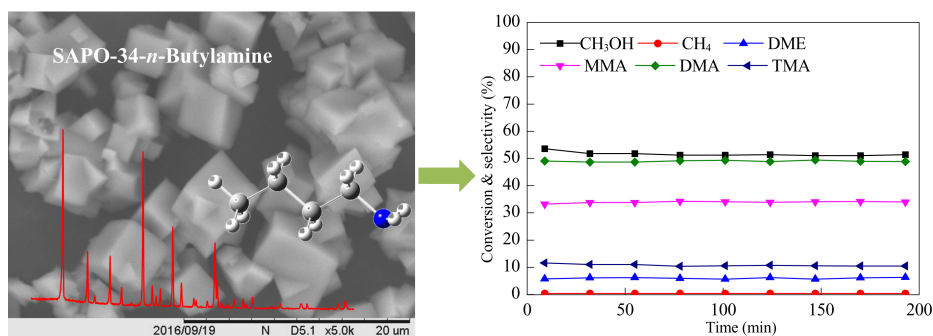 SAPO-34-n-Butylamine
2016/09/19 N D5.1 x5.0k 20 um
Conversion & selectivity (%)
100
90
80
70
60
50
40
30
20
10
0
CH₃OH CH₄ DME
MMA DMA TMA
0 50 100 150 200
Time (min)